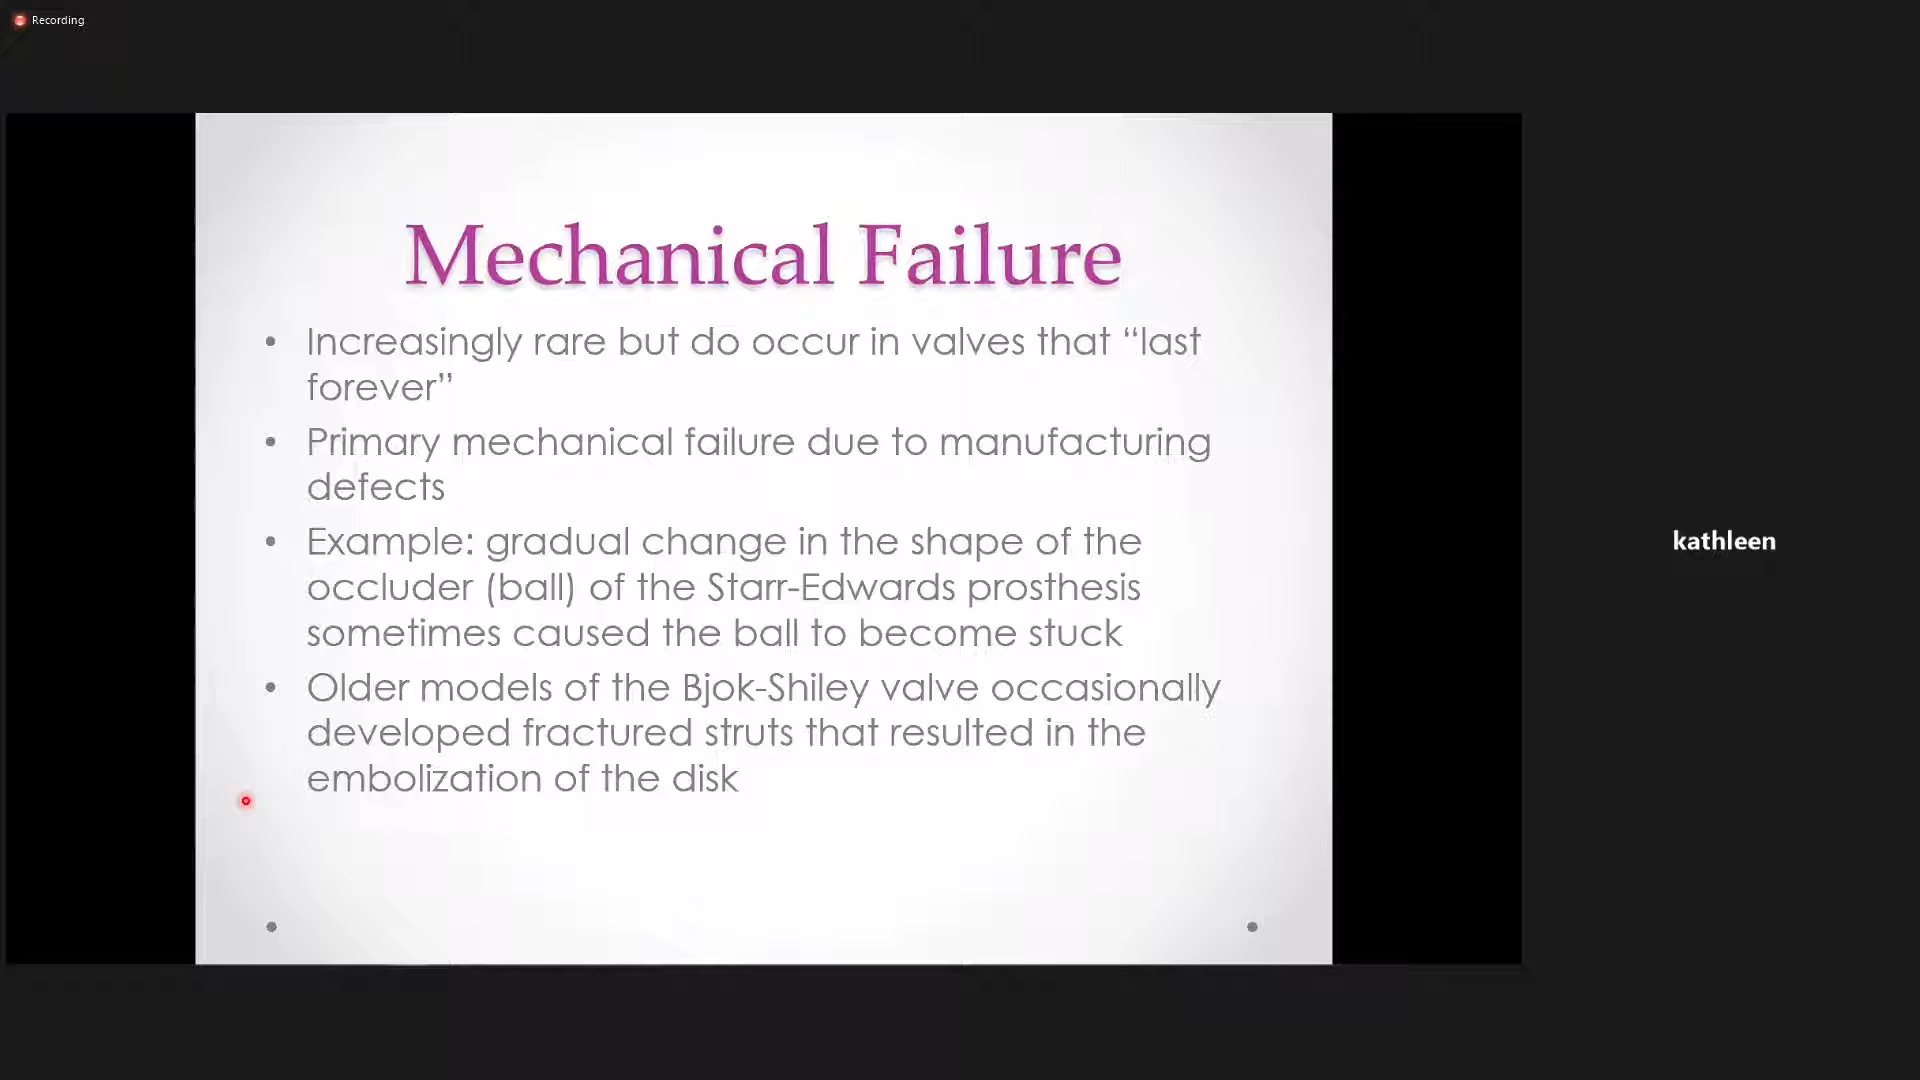 Recording
Mechanical Failure
• Increasingly rare but do occur in valves that “last
forever”
• Primary mechanical failure due to manufacturing
defects
• Example: gradual change in the shape of the
occluder (ball) of the Starr-Edwards prosthesis
sometimes caused the ball to become stuck
• Older models of the Bjok-Shiley valve occasionally
developed fractured struts that resulted in the
embolization of the disk
kathleen